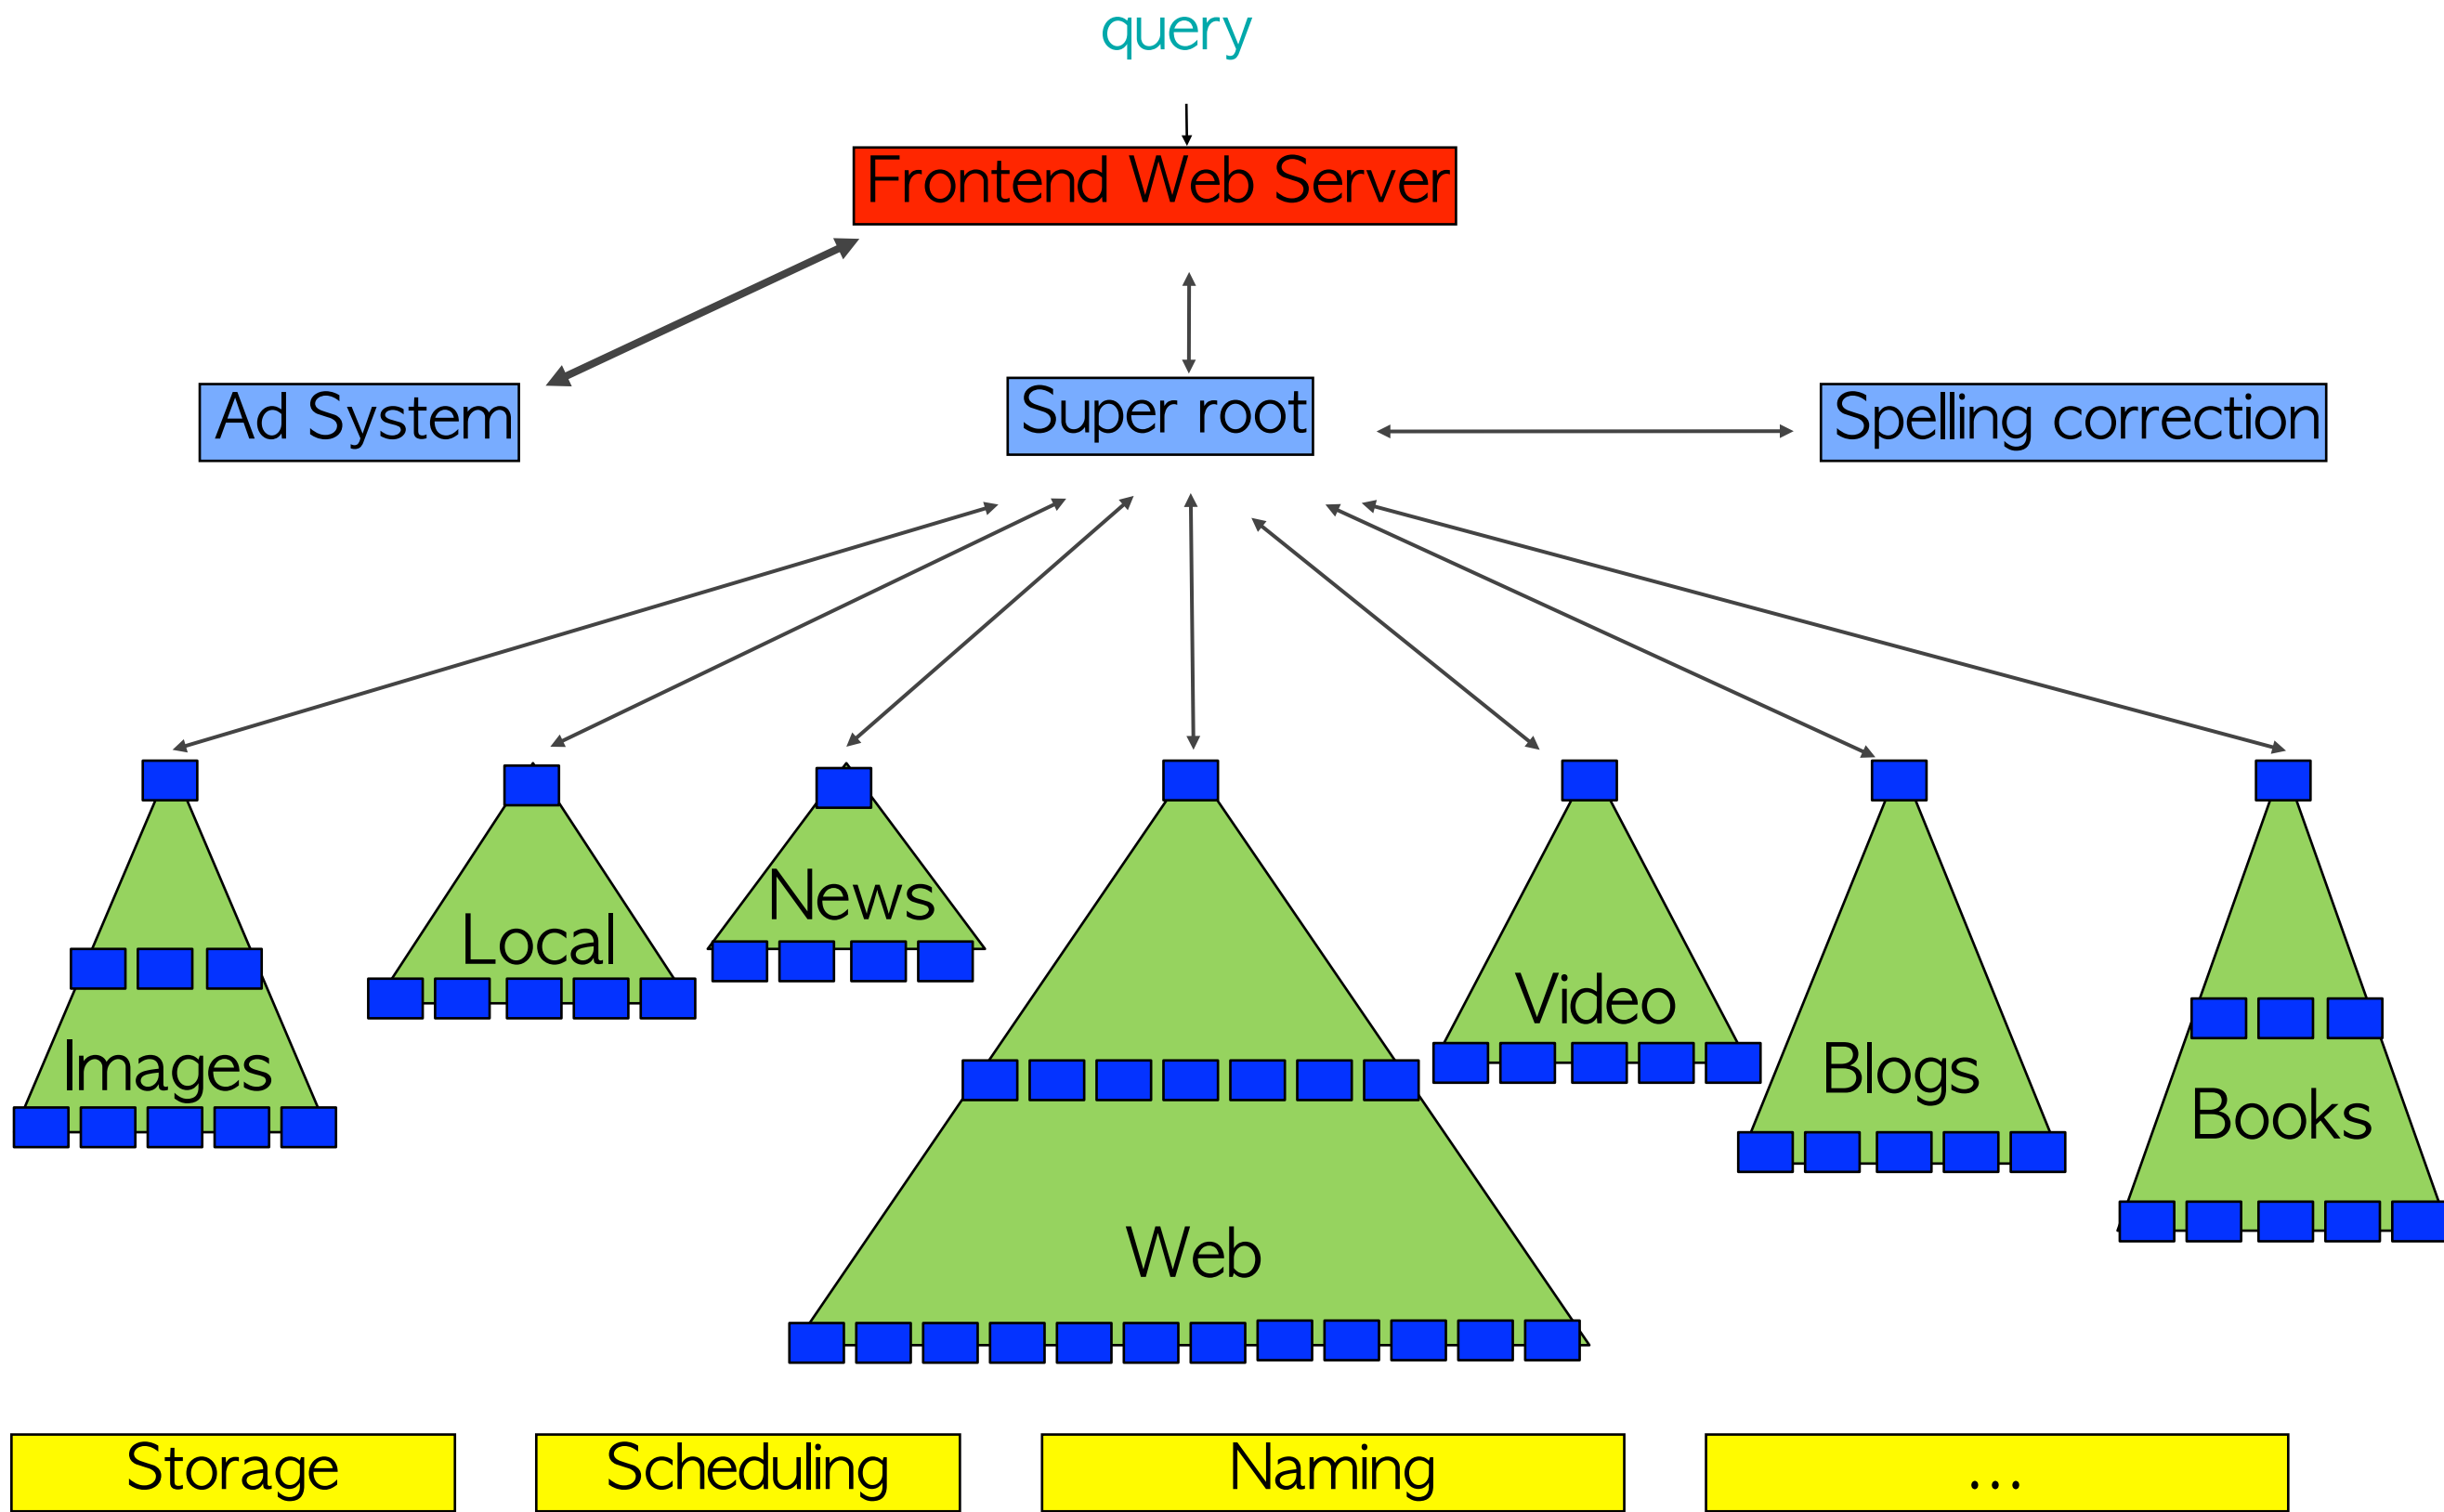 query
Frontend Web Server
Ad System
Super root
Spelling correction
Images
Local
News
Web
Video
Blogs
Books
Storage
Scheduling
Naming
...